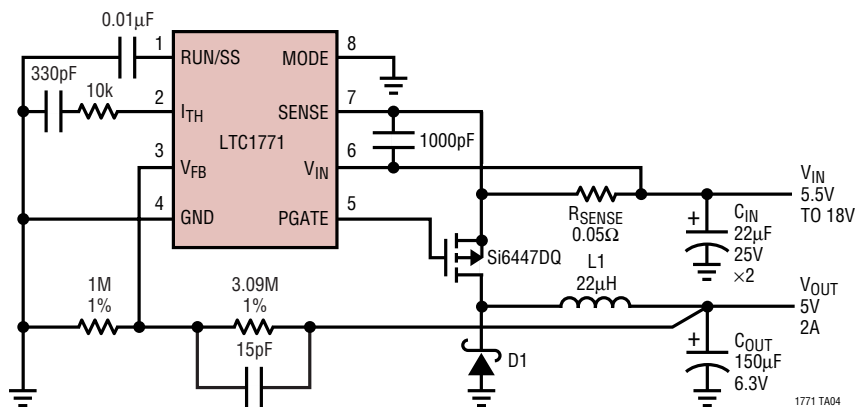 0.01µF
1
RUN/SS
MODE
8
330pF
10k
2
ITH
SENSE
7
LTC1771
1000pF
3
VFB
VIN
6
4
GND
PGATE
5
RSENSE
0.05Ω
VIN
5.5V
TO 18V
+
CIN
22µF
25V
×2
Si6447DQ
L1
22µH
1M
1%
3.09M
1%
15pF
VOUT
5V
2A
D1
+
COUT
150µF
6.3V
1771 TA04